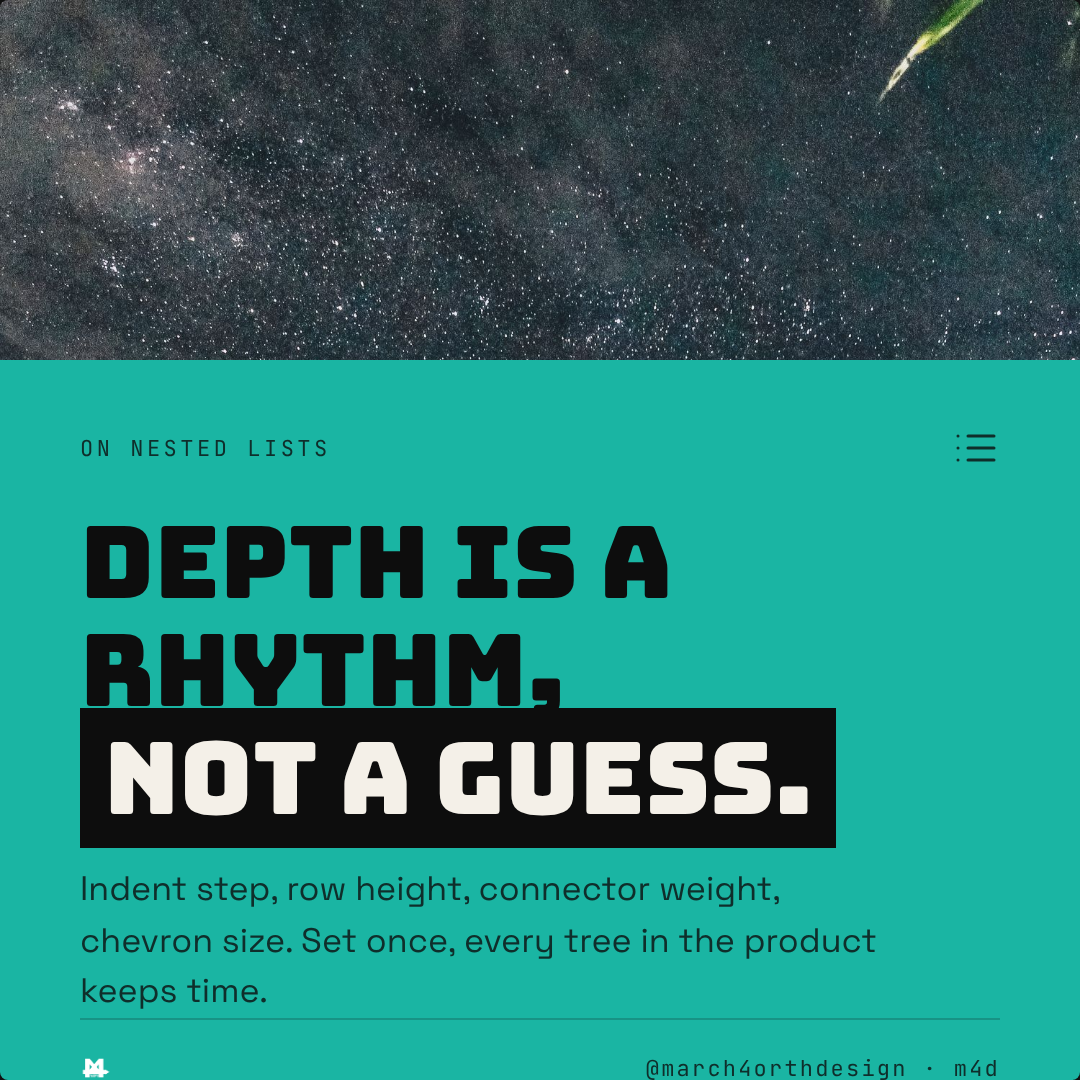 ON NESTED LISTS
DEPTH IS A
RHYTHM,
NOT A GUESS.
Indent step, row height, connector weight,
chevron size. Set once, every tree in the product
keeps time.
M4
@march4orthdesign · m4d